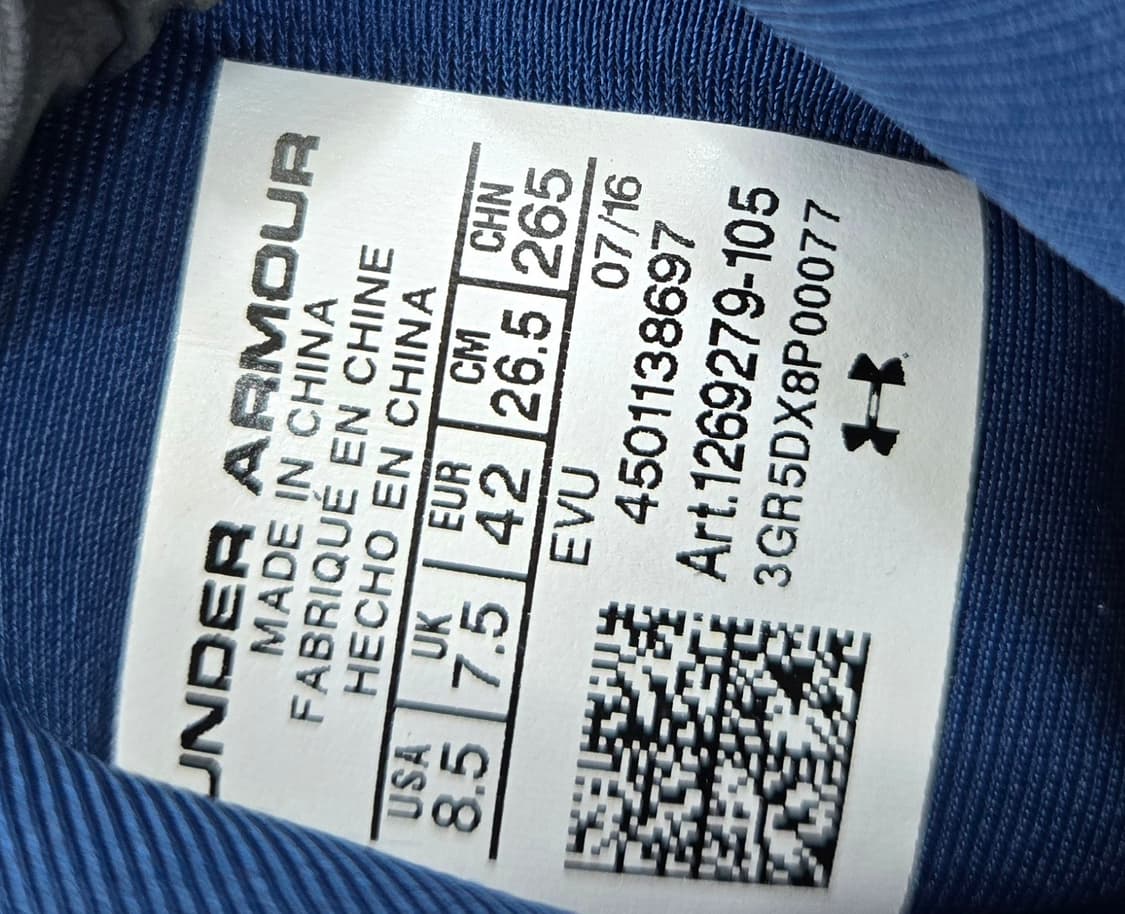 UNDER ARMOUR
MADE IN CHINA
FABRIQUÉ EN CHINE
HECHO EN CHINA
USA UK EUR CM CHN
8.5 7.5 42 26.5 265
EVU 07/16
4501138697
Art.1269279-105
3GR5DX8P00077